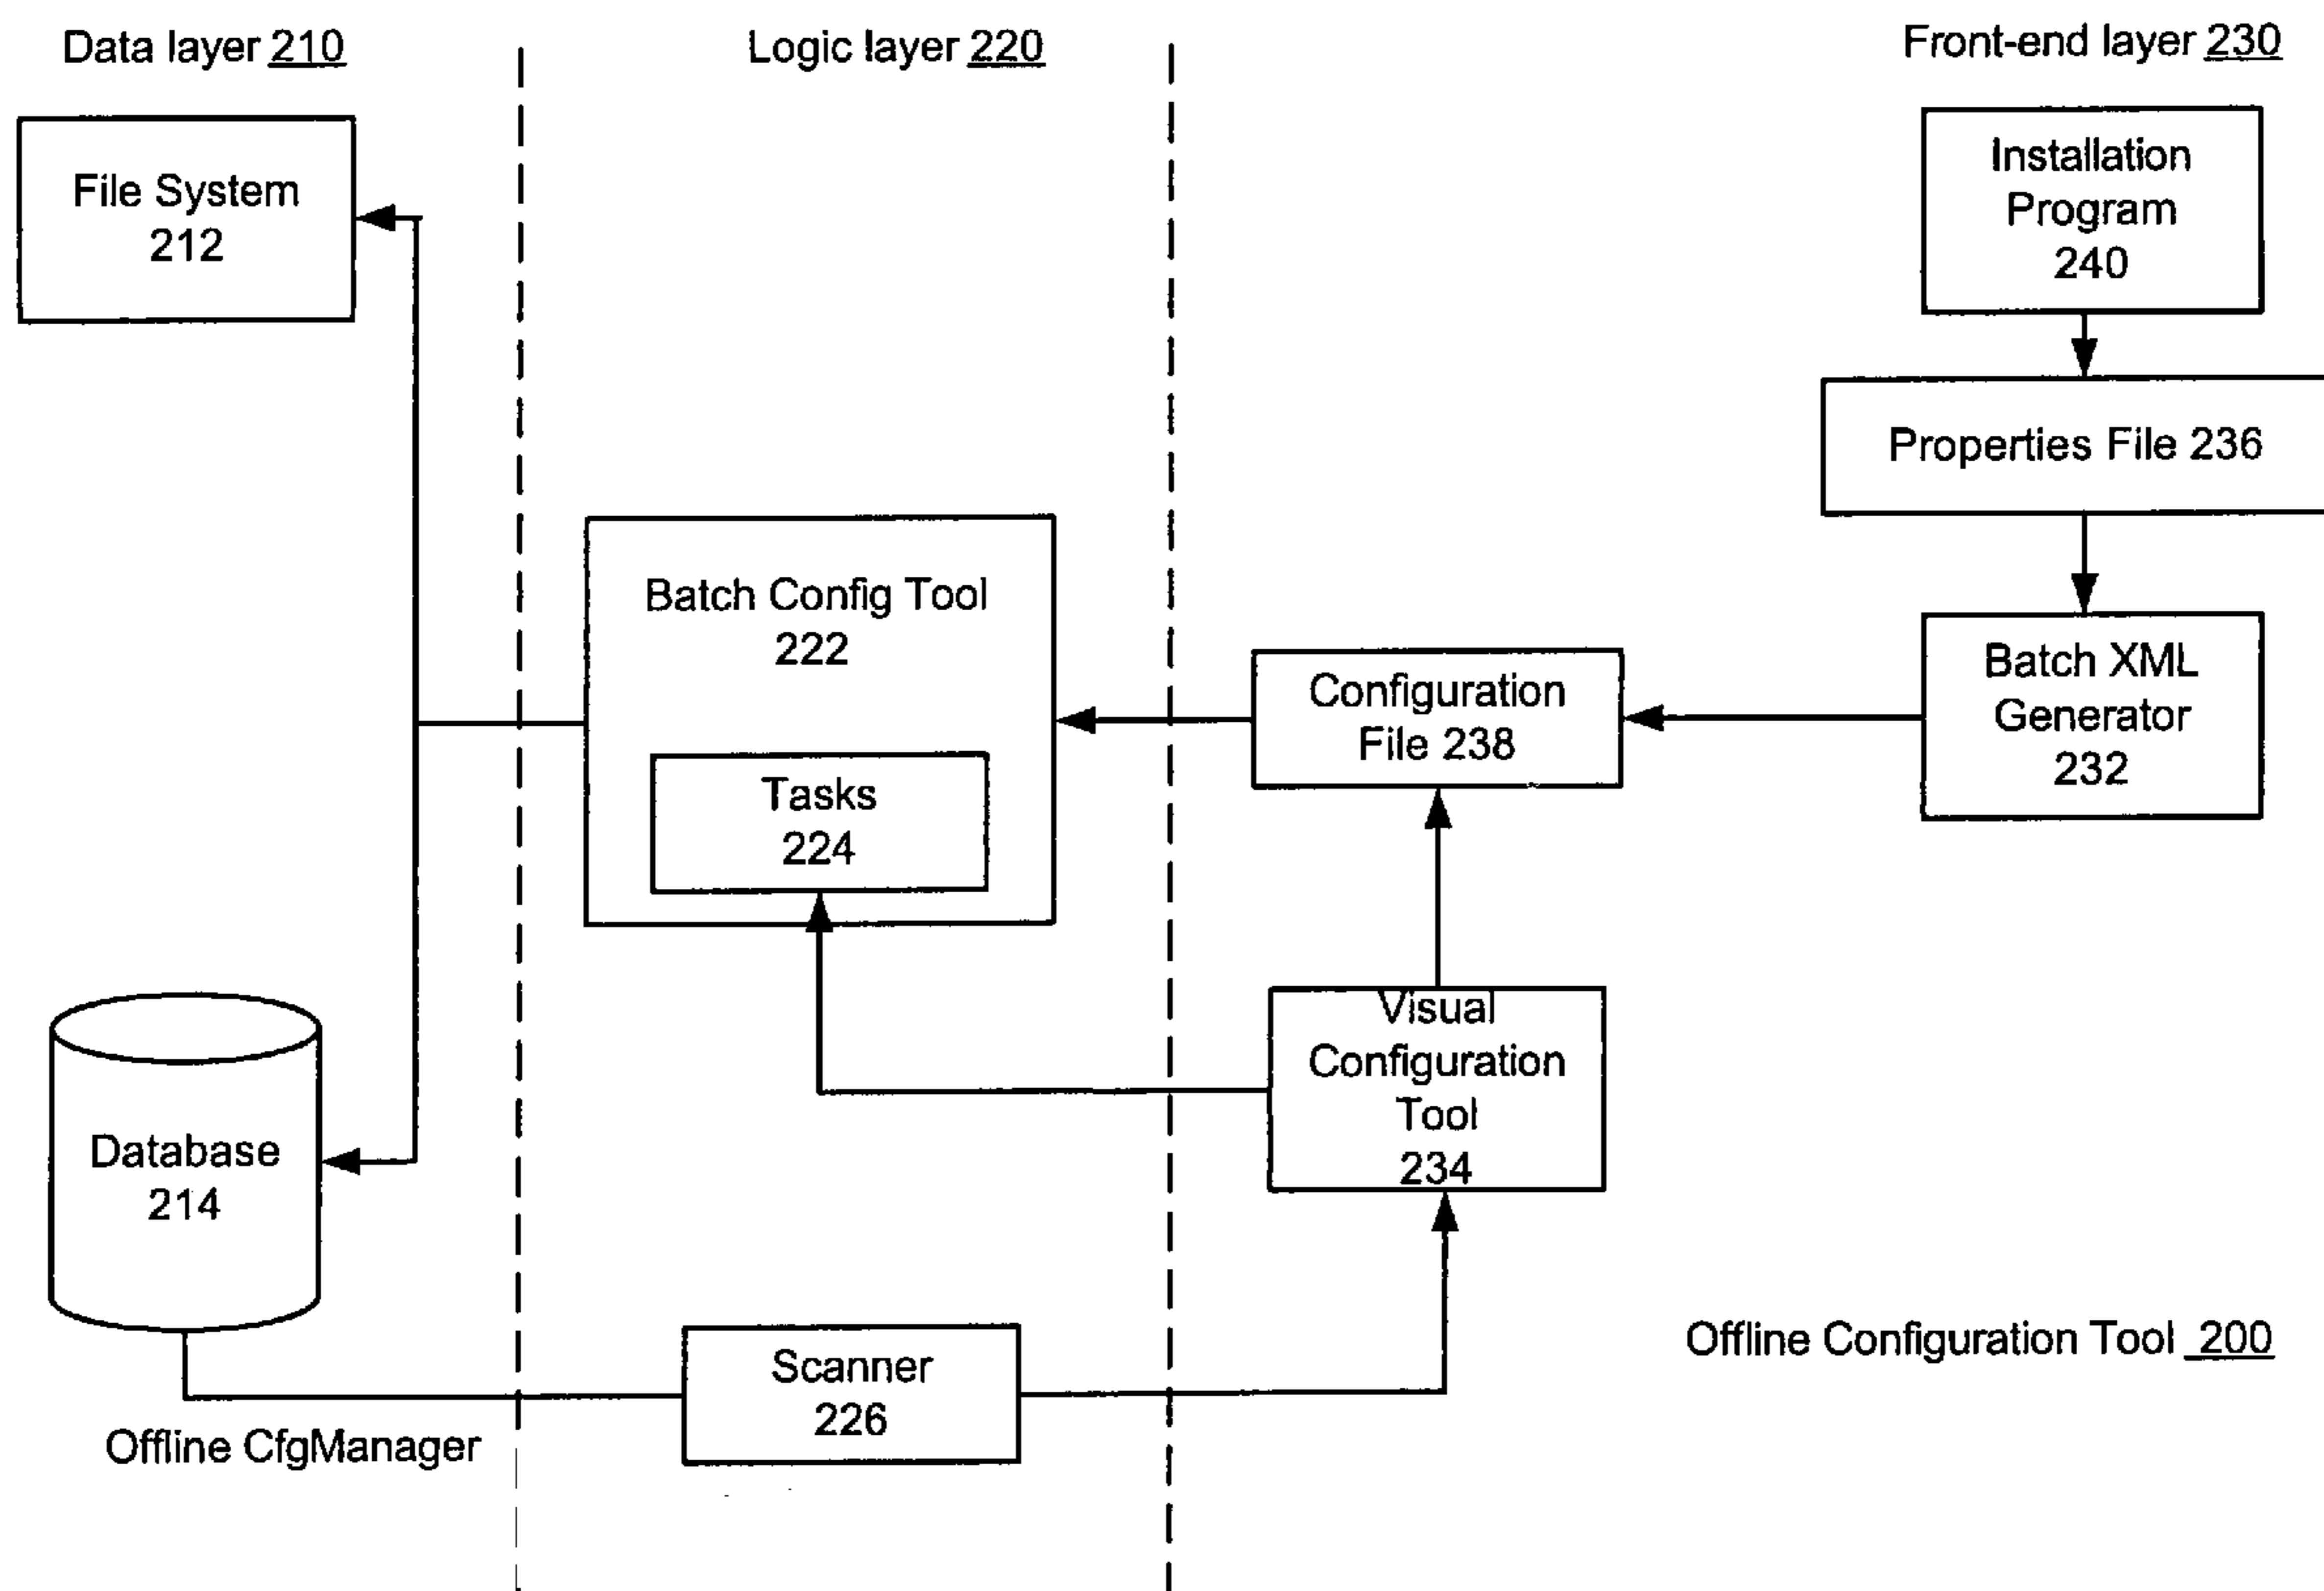 Data layer 210
Logic layer 220
Front-end layer 230
File System
212
Installation
Program
240
Properties File 236
Batch Config Tool
222
Tasks
224
Configuration
File 238
Batch XML
Generator
232
Visual
Configuration
Tool
234
Database
214
Scanner
226
Offline CfgManager
Offline Configuration Tool 200